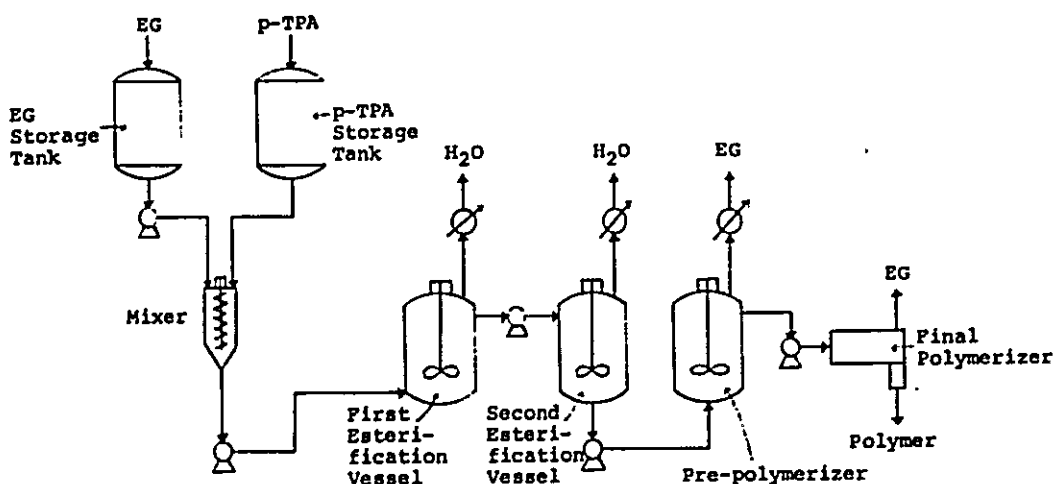 EG
p-TPA
EG
Storage
Tank
p-TPA
Storage
Tank
H₂O
H₂O
EG
Mixer
EG
Final
Polymerizer
First
Esteri-
fication
Vessel
Second
Esteri-
fication
Vessel
Pre-polymerizer
Polymer